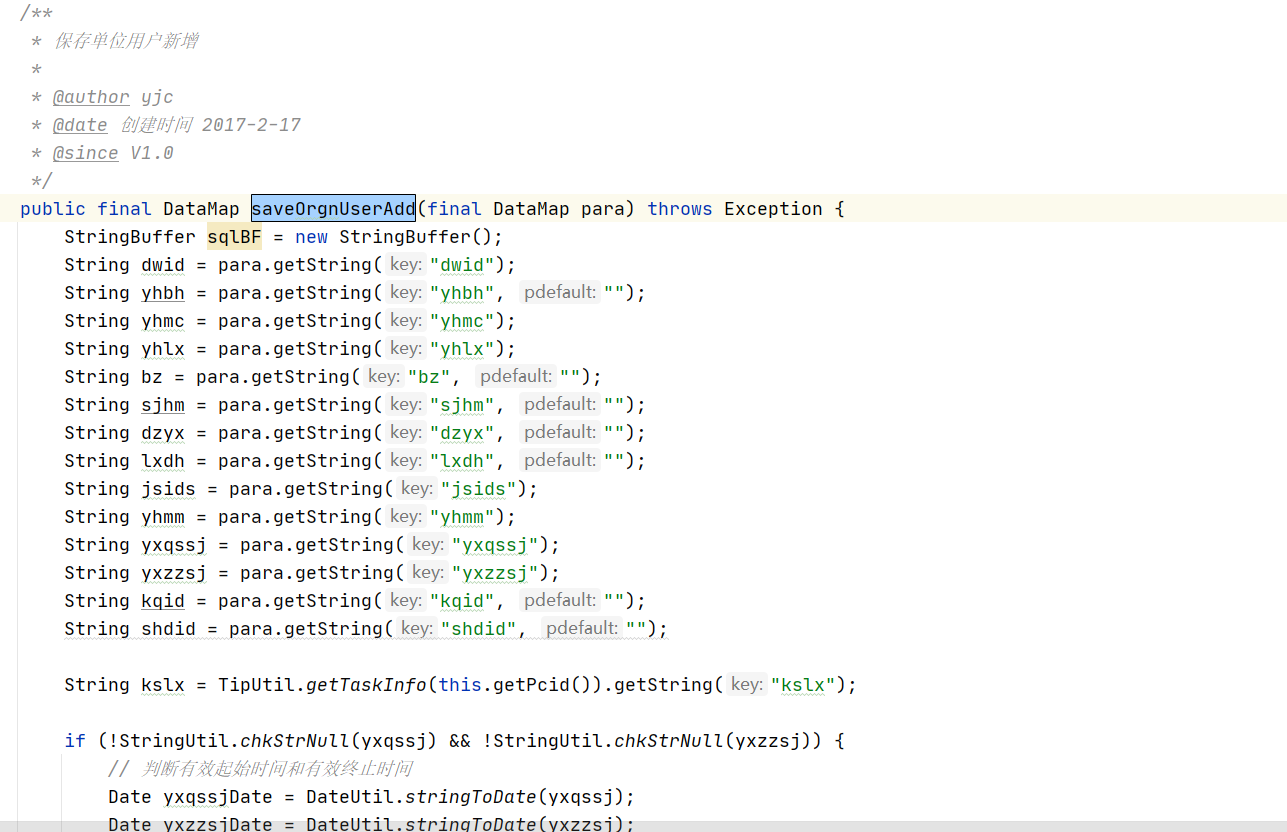 /**
 * 保存单位用户新增
 *
 * @author yjc
 * @date 创建时间 2017-2-17
 * @since V1.0
 */
public final DataMap saveOrgnUserAdd(final DataMap para) throws Exception {
    StringBuffer sqlBF = new StringBuffer();
    String dwid = para.getString( key: "dwid");
    String yhbh = para.getString( key: "yhbh", pdefault: "");
    String yhmc = para.getString( key: "yhmc");
    String yhlx = para.getString( key: "yhlx");
    String bz = para.getString( key: "bz", pdefault: "");
    String sjhm = para.getString( key: "sjhm", pdefault: "");
    String dzyx = para.getString( key: "dzyx", pdefault: "");
    String lxdh = para.getString( key: "lxdh", pdefault: "");
    String jsids = para.getString( key: "jsids");
    String yhmm = para.getString( key: "yhmm");
    String yxqssj = para.getString( key: "yxqssj");
    String yxzzsj = para.getString( key: "yxzzsj");
    String kqid = para.getString( key: "kqid", pdefault: "");
    String shdid = para.getString( key: "shdid", pdefault: "");
    String kslx = TipUtil.getTaskInfo(this.getPcid()).getString( key: "kslx");
    if (!StringUtil.chkStrNull(yxqssj) && !StringUtil.chkStrNull(yxzzsj)) {
        // 判断有效起始时间和有效终止时间
        Date yxqssjDate = DateUtil.stringToDate(yxqssj);
        Date yxzzsjDate = DateUtil.stringToDate(yxzzsj);